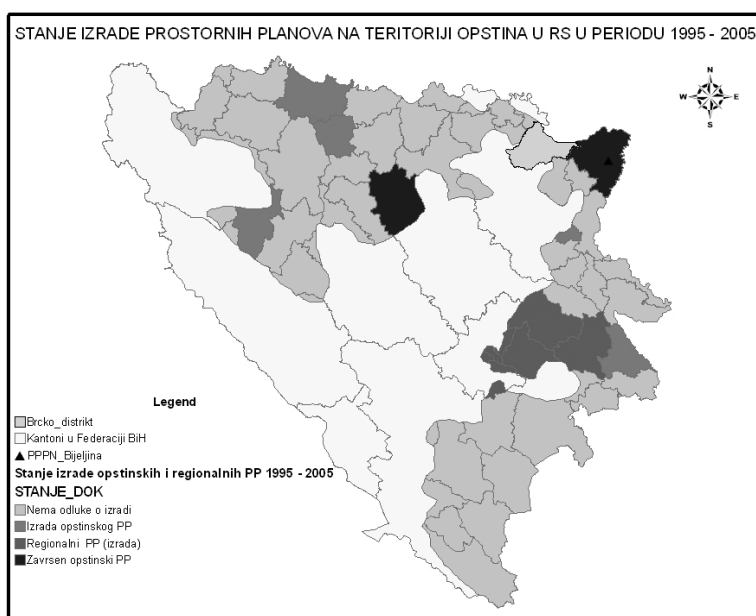 STANJE IZRADE PROSTORNIH PLANOVA NA TERITORIJI OPSTINA U RS U PERIODU 1995 - 2005
N
W E
S
Legend
Brcko_distrikt
Kantoni u Federaciji BiH
PPPN_Bijeljina
Stanje izrade opstinskih i regionalnih PP 1995 - 2005
STANJE_DOK
Nema odluke o izradi
Izrada opstinskog PP
Regionalni PP (izrada)
Zavrsen opstinski PP